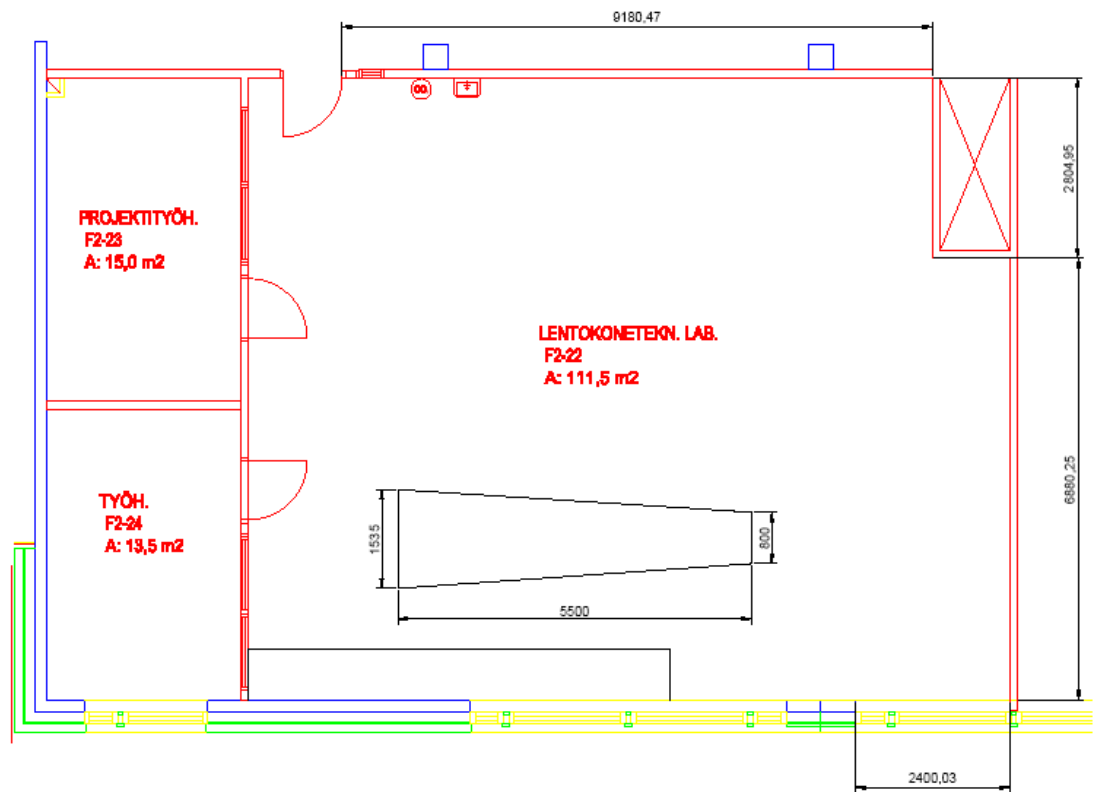 9180,47
2804,95
PROJEKTITYÖH.
F2-23
A: 15,0 m2
LENTOKONETEKN. LAB.
F2-22
A: 111,5 m2
6880,25
TYÖH.
F2-24
A: 13,5 m2
1535
800
5500
2400,03